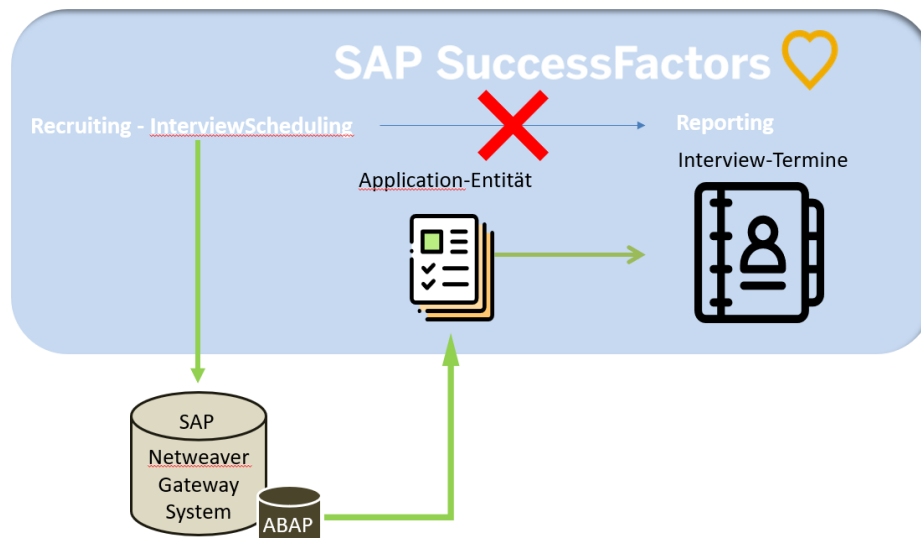 SAP SuccessFactors
Recruiting - InterviewScheduling
Reporting
Interview-Termine
Application-Entität
SAP
Netweaver
Gateway
System
ABAP